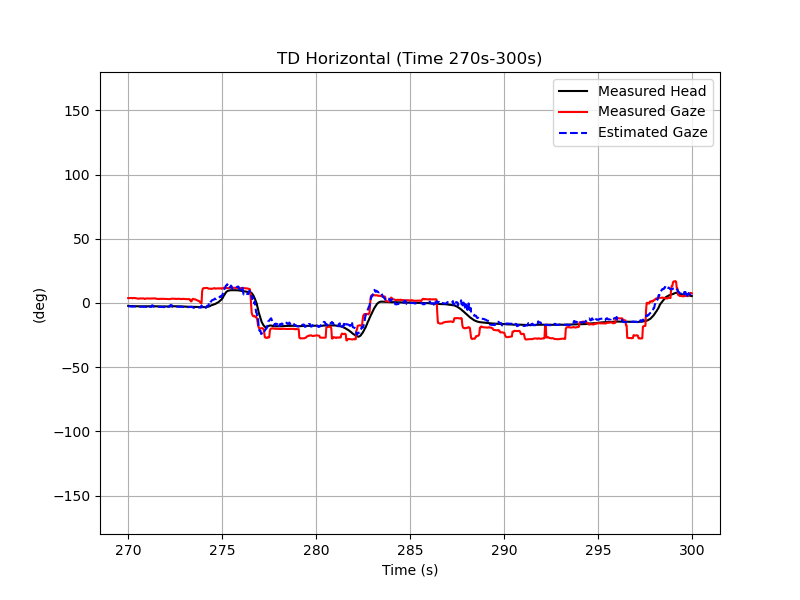 TD Horizontal (Time 270s-300s)
Measured Head
Measured Gaze
Estimated Gaze
150
100
50
0
−50
−100
−150
(deg)
270
275
280
285
290
295
300
Time (s)